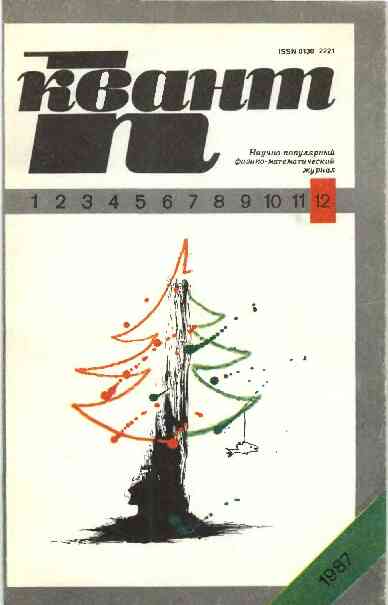 ISSN 0130–2221
квант
Научно-популярный
физико-математический
журнал
1 2 3 4 5 6 7 8 9 10 11 12
1987